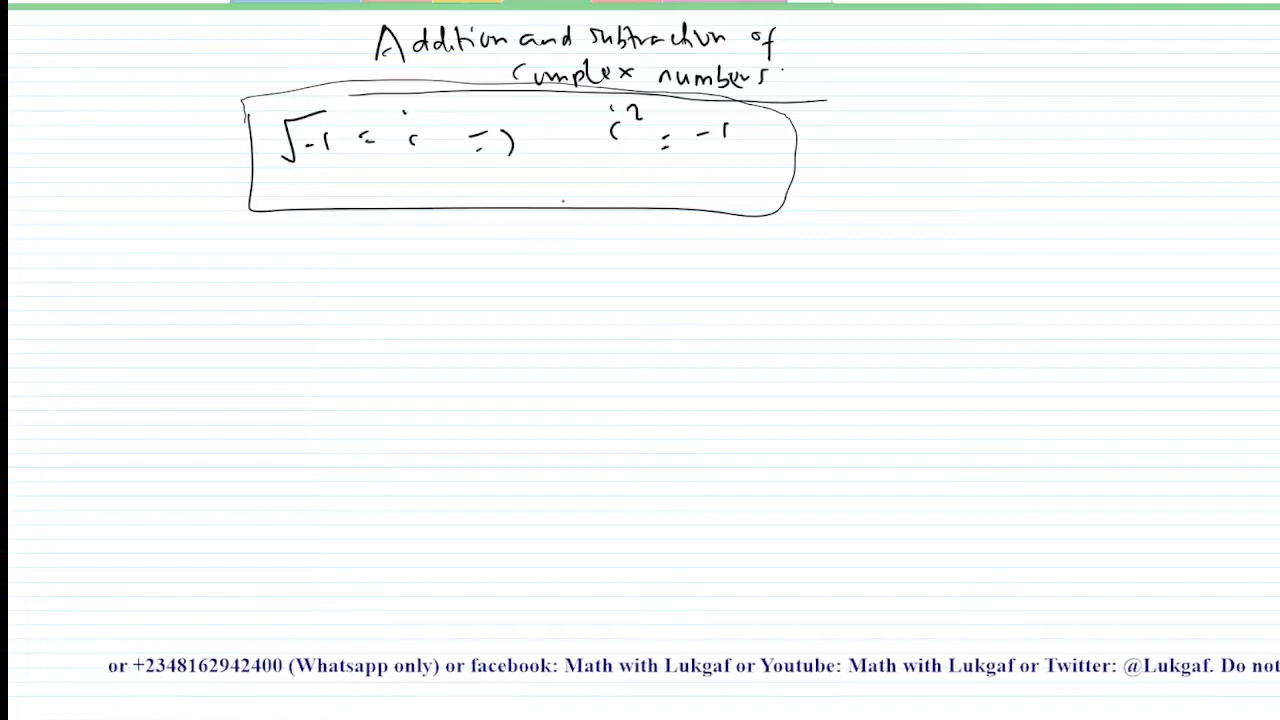 Addition and subtraction of
complex numbers.
√-1 = i => i² = -1
or +2348162942400 (Whatsapp only) or facebook: Math with Lukgaf or Youtube: Math with Lukgaf or Twitter: @Lukgaf. Do not